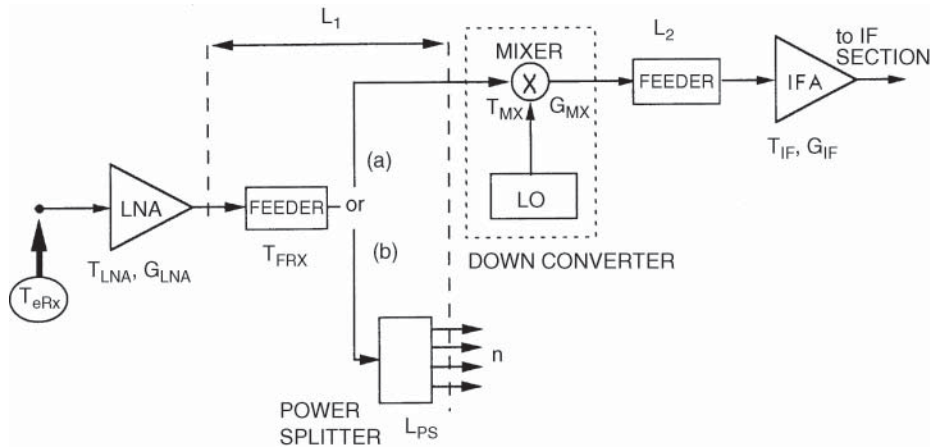 L1
L2
to IF
SECTION
MIXER
X
FEEDER
IFA
TMX
GMX
TIF, GIF
(a)
LO
LNA
FEEDER
or
TFRX
(b)
DOWN CONVERTER
TLNA, GLNA
TeRx
n
POWER
SPLITTER
LPS